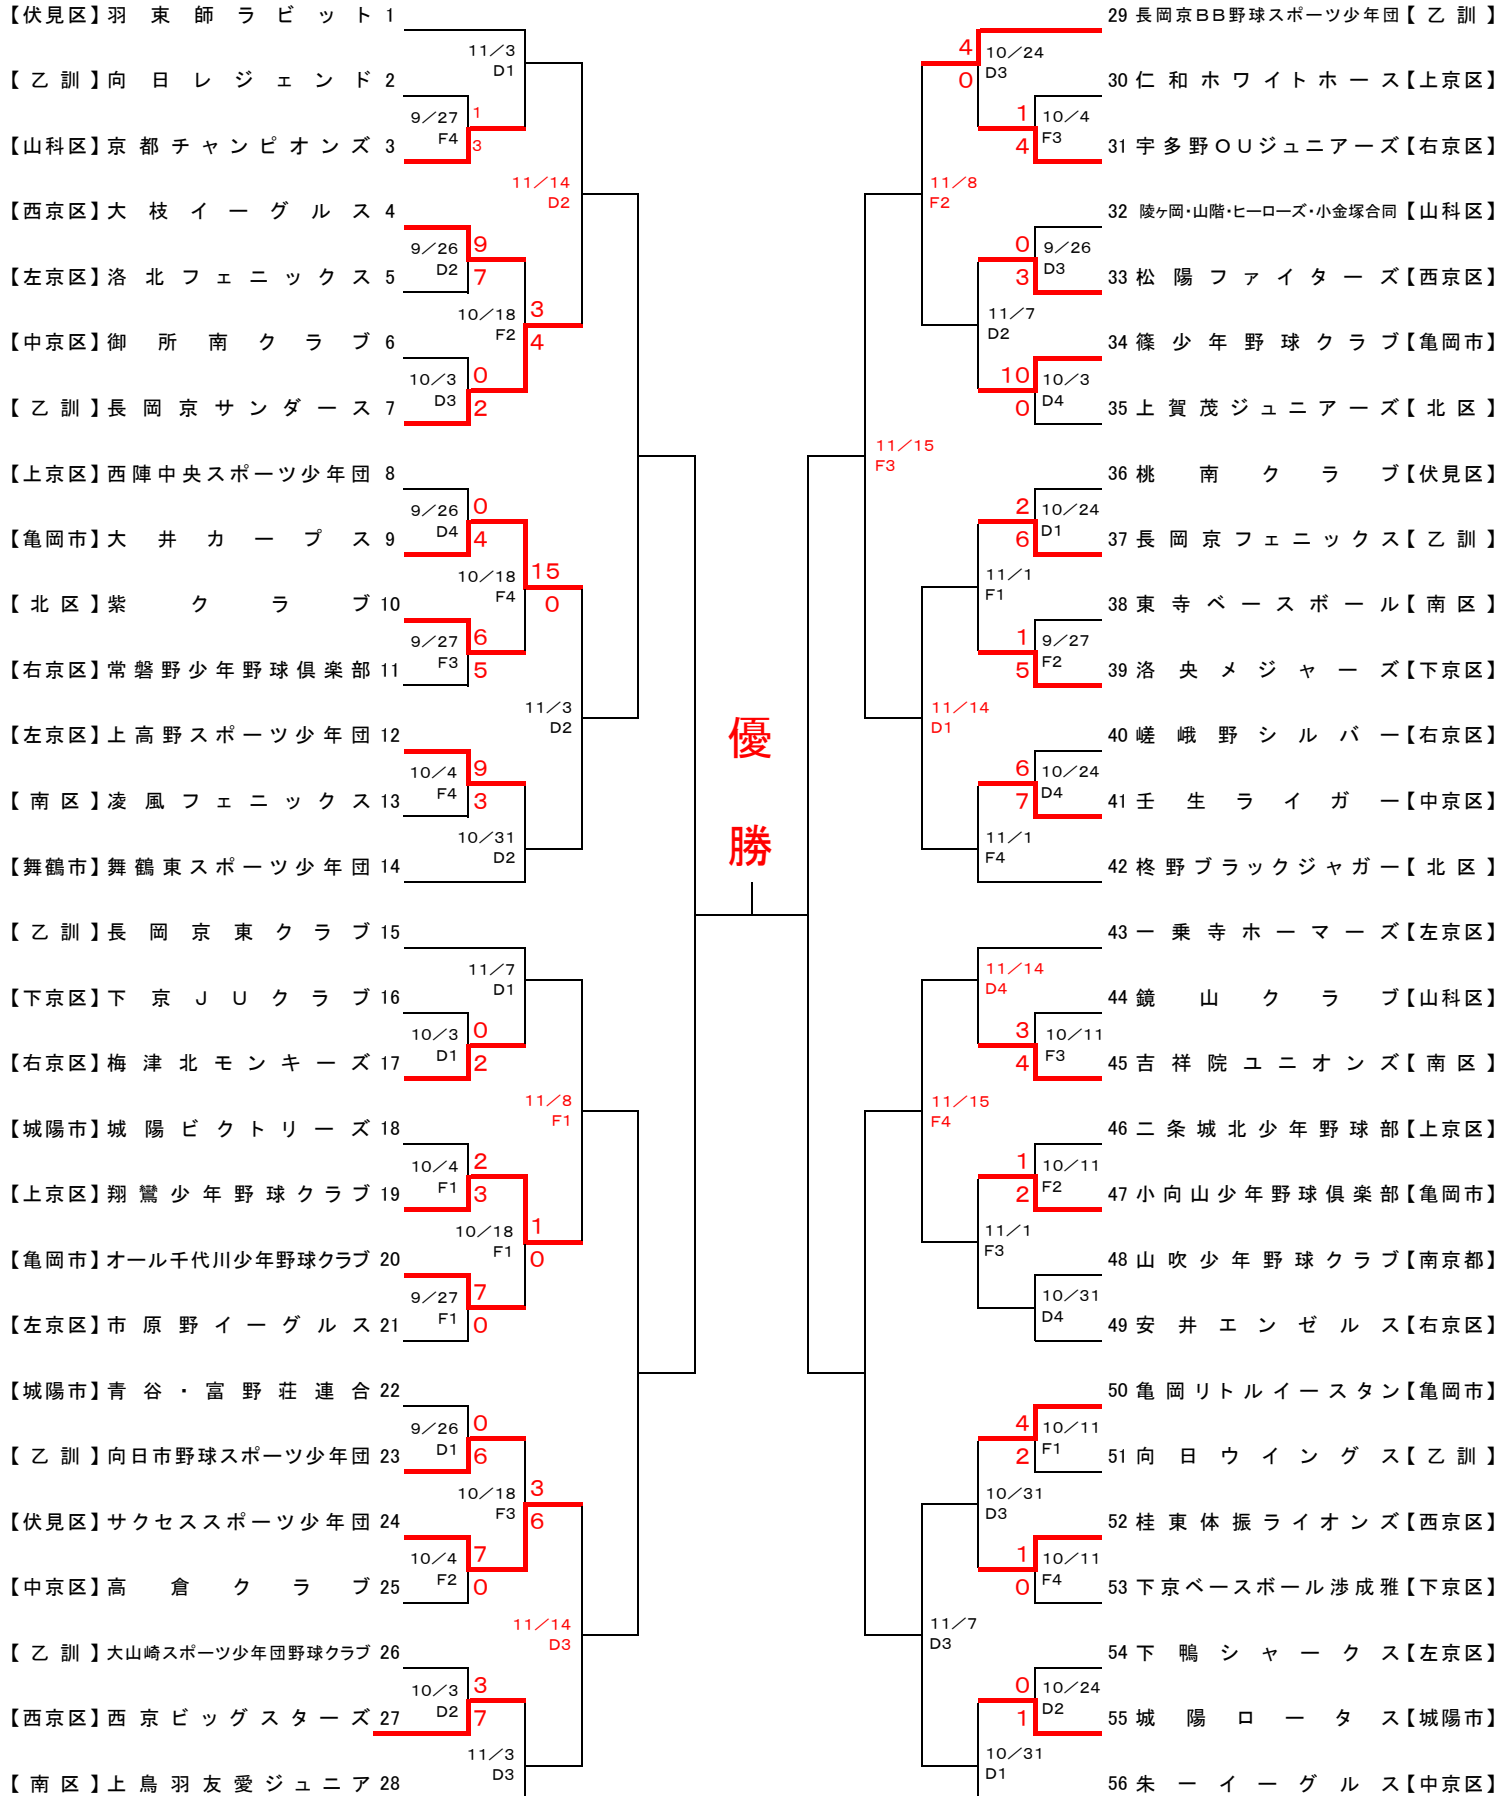 【伏見区】羽束師ラビット 1
11／3
D1
【乙訓】向日レジェンド 2
9／27
F4
1
3
【山科区】京都チャンピオンズ 3
11／14
D2
【西京区】大枝イーグルス 4
9／26
D2
9
7
【左京区】洛北フェニックス 5
10／18
F2
3
4
【中京区】御所南クラブ 6
10／3
D3
0
2
【乙訓】長岡京サンダース 7
【上京区】西陣中央スポーツ少年団 8
9／26
D4
0
4
【亀岡市】大井カープス 9
10／18
F4
15
0
【北区】紫クラブ 10
9／27
F3
6
5
【右京区】常磐野少年野球倶楽部 11
11／3
D2
【左京区】上高野スポーツ少年団 12
10／4
F4
9
3
【南区】凌風フェニックス 13
10／31
D2
【舞鶴市】舞鶴東スポーツ少年団 14
【乙訓】長岡京東クラブ 15
11／7
D1
【下京区】下京ＪＵクラブ 16
10／3
D1
0
2
【右京区】梅津北モンキーズ 17
11／8
F1
【城陽市】城陽ビクトリーズ 18
10／4
F1
2
3
【上京区】翔鸞少年野球クラブ 19
10／18
F1
1
0
【亀岡市】オール千代川少年野球クラブ 20
9／27
F1
7
0
【左京区】市原野イーグルス 21
【城陽市】青谷・富野荘連合 22
9／26
D1
0
6
【乙訓】向日市野球スポーツ少年団 23
10／18
F3
3
6
【伏見区】サクセススポーツ少年団 24
10／4
F2
7
0
【中京区】高倉クラブ 25
11／14
D3
【乙訓】大山崎スポーツ少年団野球クラブ 26
10／3
D2
3
7
【西京区】西京ビッグスターズ 27
11／3
D3
【南区】上鳥羽友愛ジュニア 28
優
勝
29 長岡京ＢＢ野球スポーツ少年団【乙訓】
4
0
10／24
D3
30 仁和ホワイトホース【上京区】
1
4
10／4
F3
31 宇多野ＯＵジュニアーズ【右京区】
11／8
F2
32 陵ヶ岡・山階・ヒーローズ・小金塚合同【山科区】
0
3
9／26
D3
33 松陽ファイターズ【西京区】
11／7
D2
34 篠少年野球クラブ【亀岡市】
10
0
10／3
D4
35 上賀茂ジュニアーズ【北区】
11／15
F3
36 桃南クラブ【伏見区】
2
6
10／24
D1
37 長岡京フェニックス【乙訓】
11／1
F1
38 東寺ベースボール【南区】
1
5
9／27
F2
39 洛央メジャーズ【下京区】
11／14
D1
40 嵯峨野シルバー【右京区】
6
7
10／24
D4
41 壬生ライガー【中京区】
11／1
F4
42 柊野ブラックジャガー【北区】
43 一乗寺ホーマーズ【左京区】
11／14
D4
44 鏡山クラブ【山科区】
3
4
10／11
F3
45 吉祥院ユニオンズ【南区】
11／15
F4
46 二条城北少年野球部【上京区】
1
2
10／11
F2
47 小向山少年野球倶楽部【亀岡市】
11／1
F3
48 山吹少年野球クラブ【南京都】
10／31
D4
49 安井エンゼルス【右京区】
50 亀岡リトルイースタン【亀岡市】
4
2
10／11
F1
51 向日ウイングス【乙訓】
10／31
D3
52 桂東体振ライオンズ【西京区】
1
0
10／11
F4
53 下京ベースボール渉成雅【下京区】
11／7
D3
54 下鴨シャークス【左京区】
0
1
10／24
D2
55 城陽ロータス【城陽市】
10／31
D1
56 朱一イーグルス【中京区】